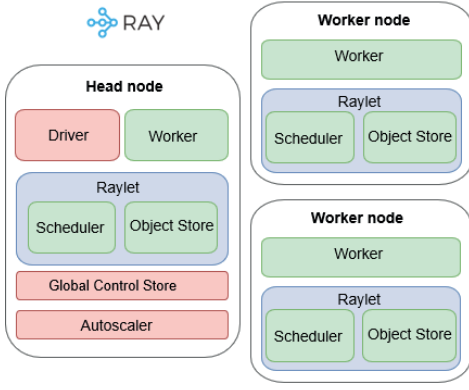 RAY
Head node
Driver
Worker
Raylet
Scheduler
Object Store
Global Control Store
Autoscaler
Worker node
Worker
Raylet
Scheduler
Object Store
Worker node
Worker
Raylet
Scheduler
Object Store